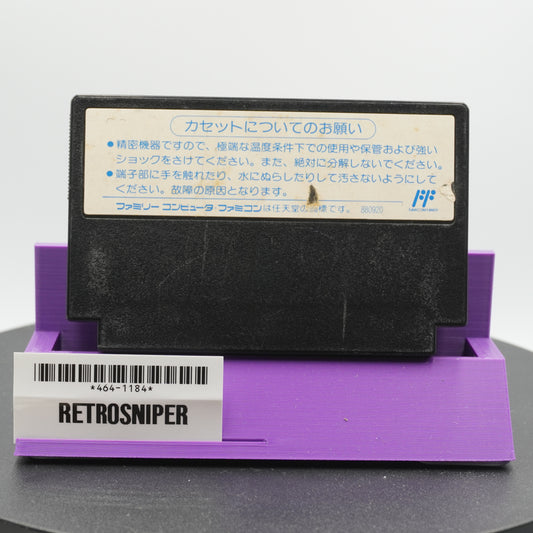 カセットについてのお願い
●精密機器ですので、極端な温度条件下での使用や保管および強い
ショックをさけてください。また、絶対に分解しないでください。
●端子部に手を触れたり、水にぬらしたりして汚さないようにして
ください。故障の原因となります。
ファミリーコンピュータ・ファミコンは任天堂の商標です。 880920
FF
*464-1184*
RETROSNIPER